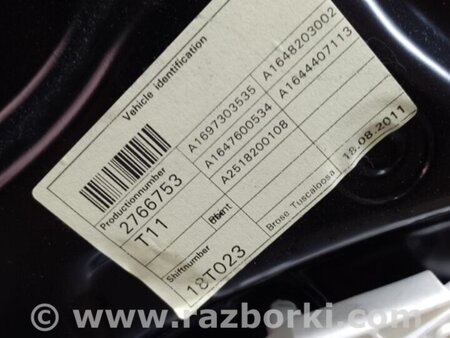 Vehicle identification
A1697303535
A1648203002
A1647600534
A1644407113
A2518200108
Productionnumber
2766753
T11
Shiftnumber
18T023
Brose Tuscaloosa
18.08.2011
© www.razborki.com